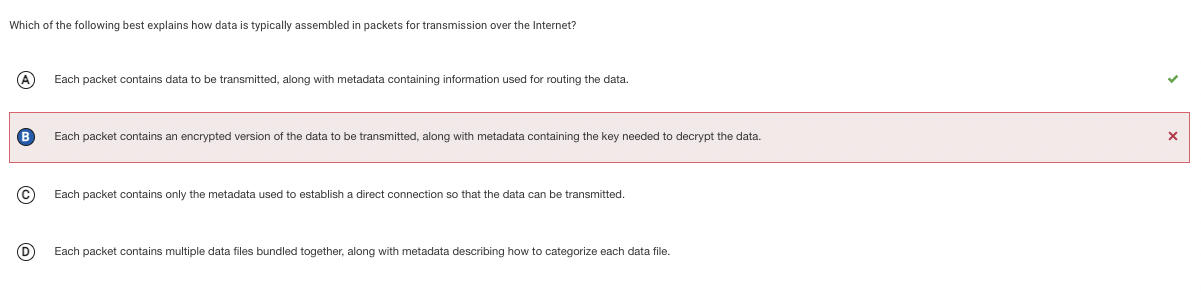 Which of the following best explains how data is typically assembled in packets for transmission over the Internet?
A Each packet contains data to be transmitted, along with metadata containing information used for routing the data.
B Each packet contains an encrypted version of the data to be transmitted, along with metadata containing the key needed to decrypt the data.
C Each packet contains only the metadata used to establish a direct connection so that the data can be transmitted.
D Each packet contains multiple data files bundled together, along with metadata describing how to categorize each data file.